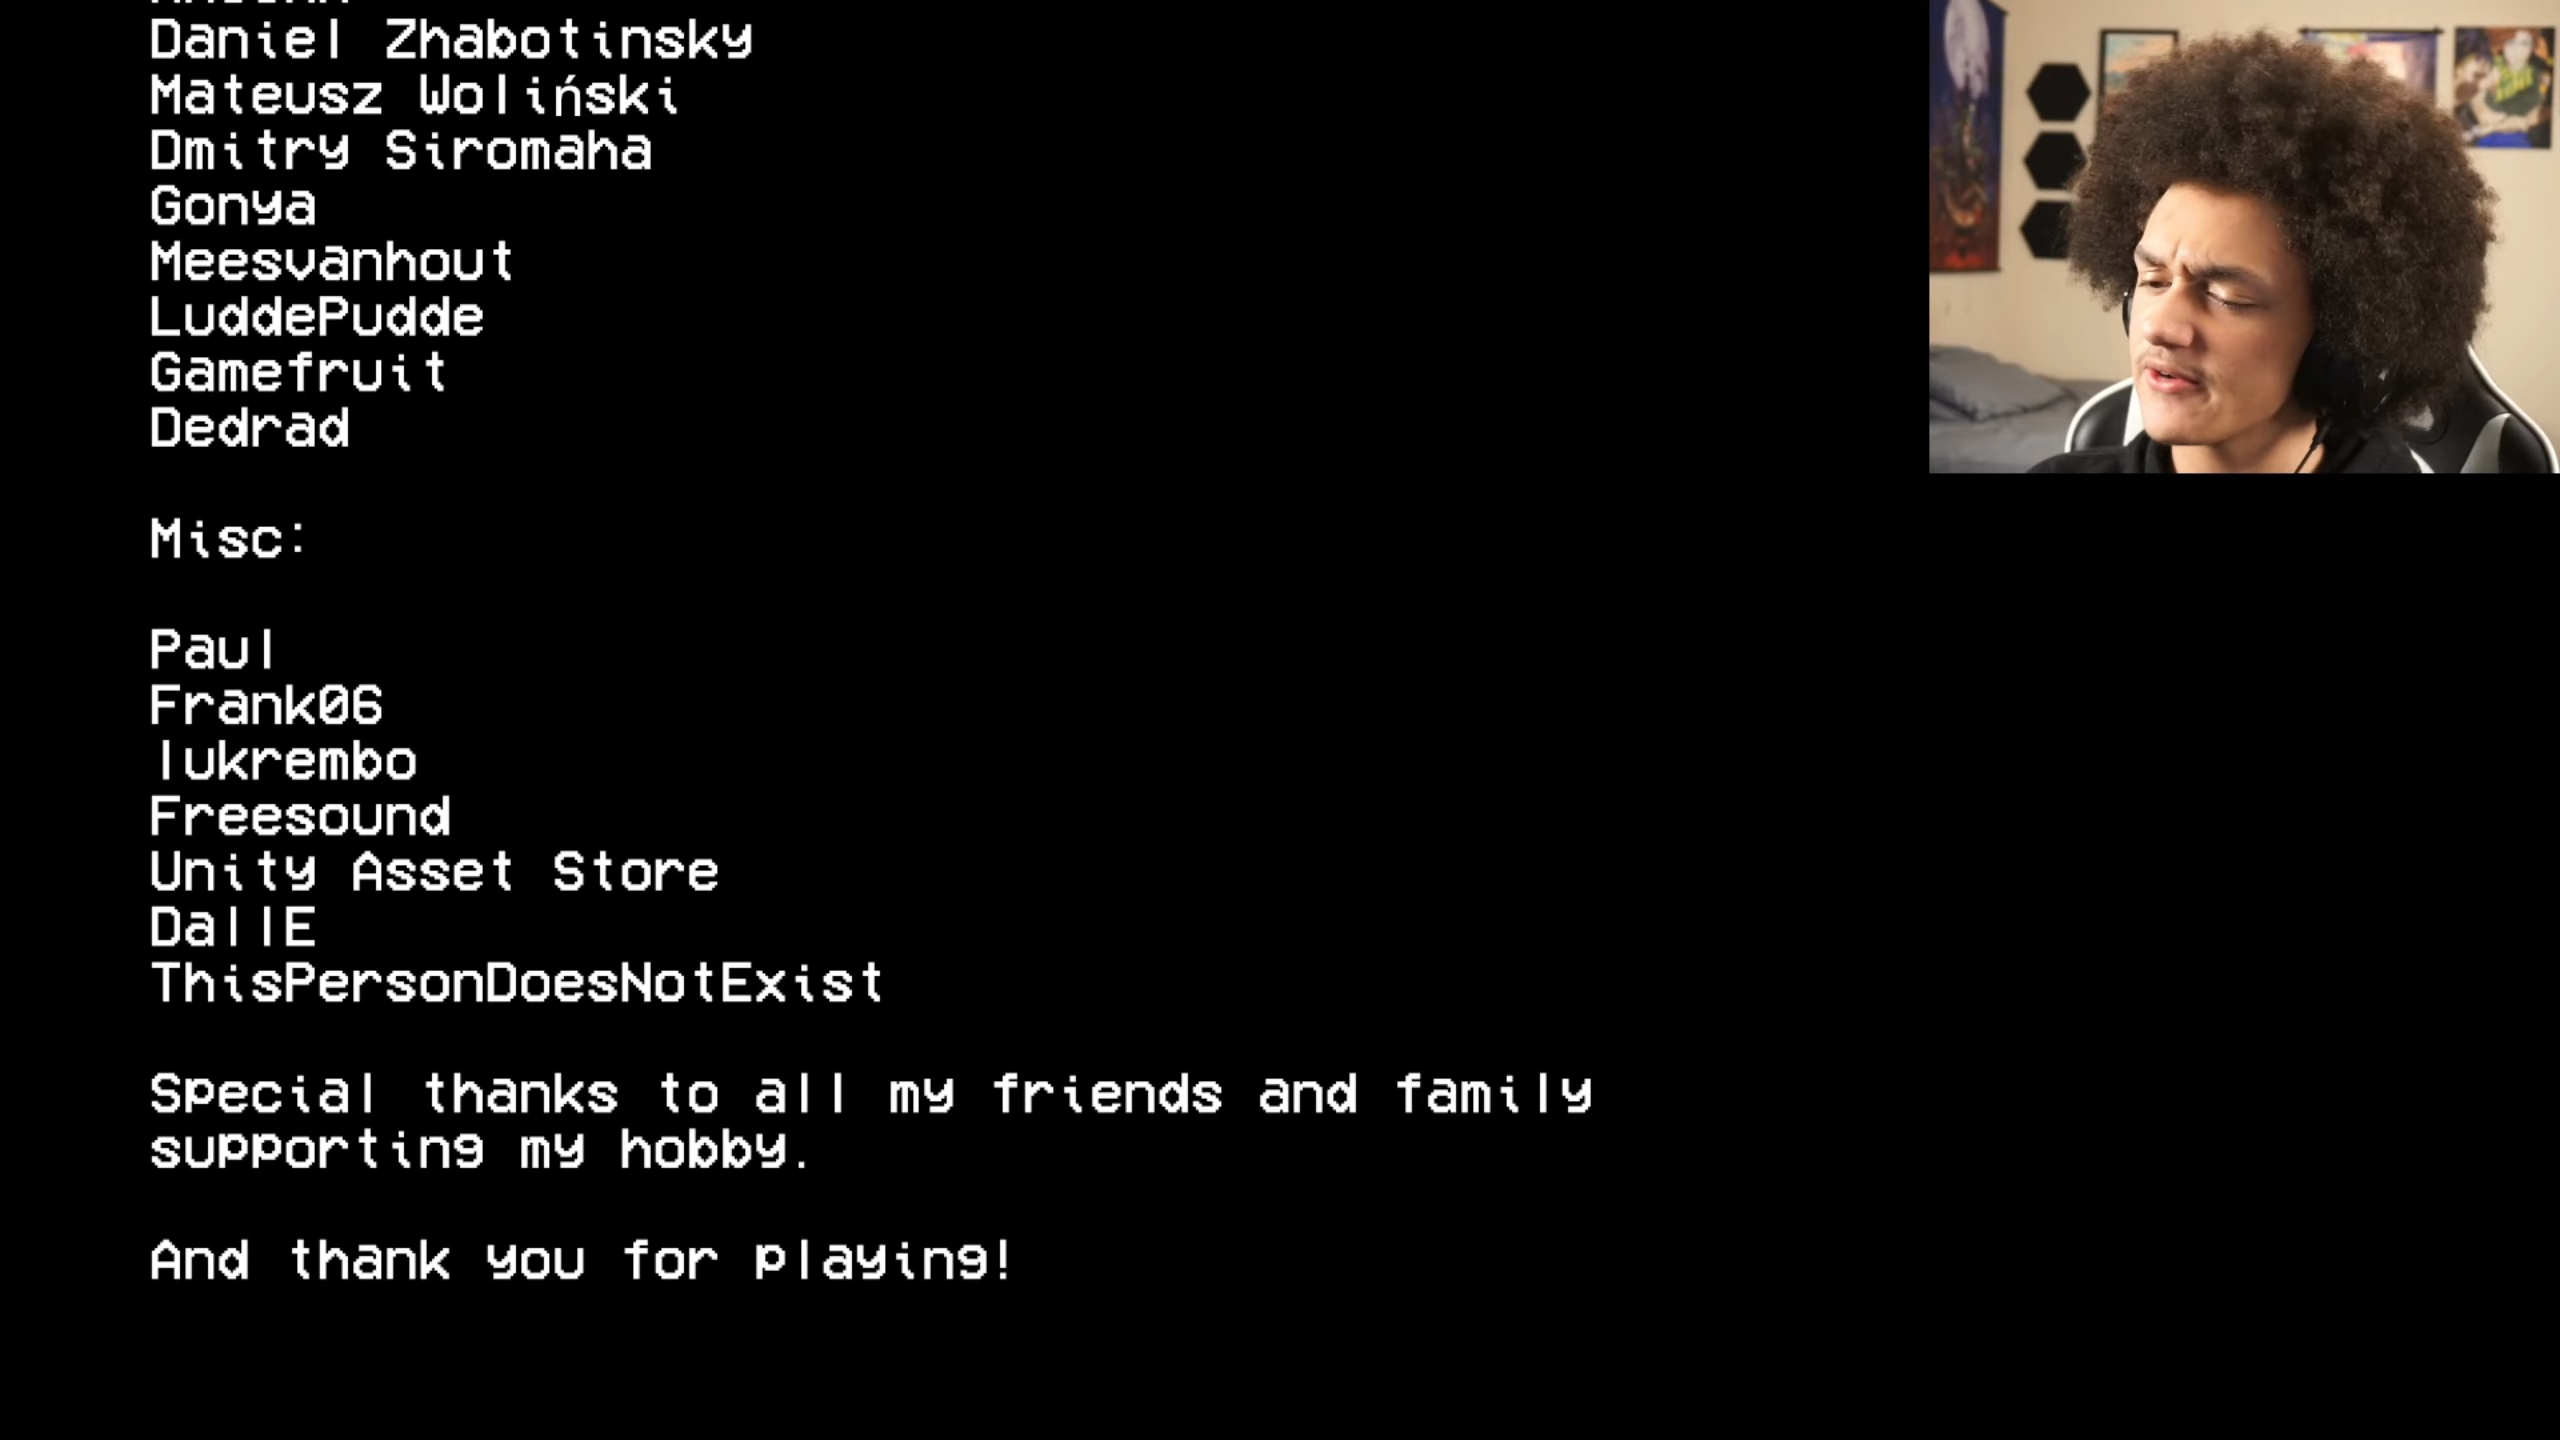 Daniel Zhabotinsky
Mateusz Woliński
Dmitry Siromaha
Gonya
Meesvanhout
LuddePudde
Gamefruit
Dedrad
Misc:
Paul
Frank06
lukrembo
Freesound
Unity Asset Store
DallE
ThisPersonDoesNotExist
Special thanks to all my friends and family
supporting my hobby.
And thank you for playing!